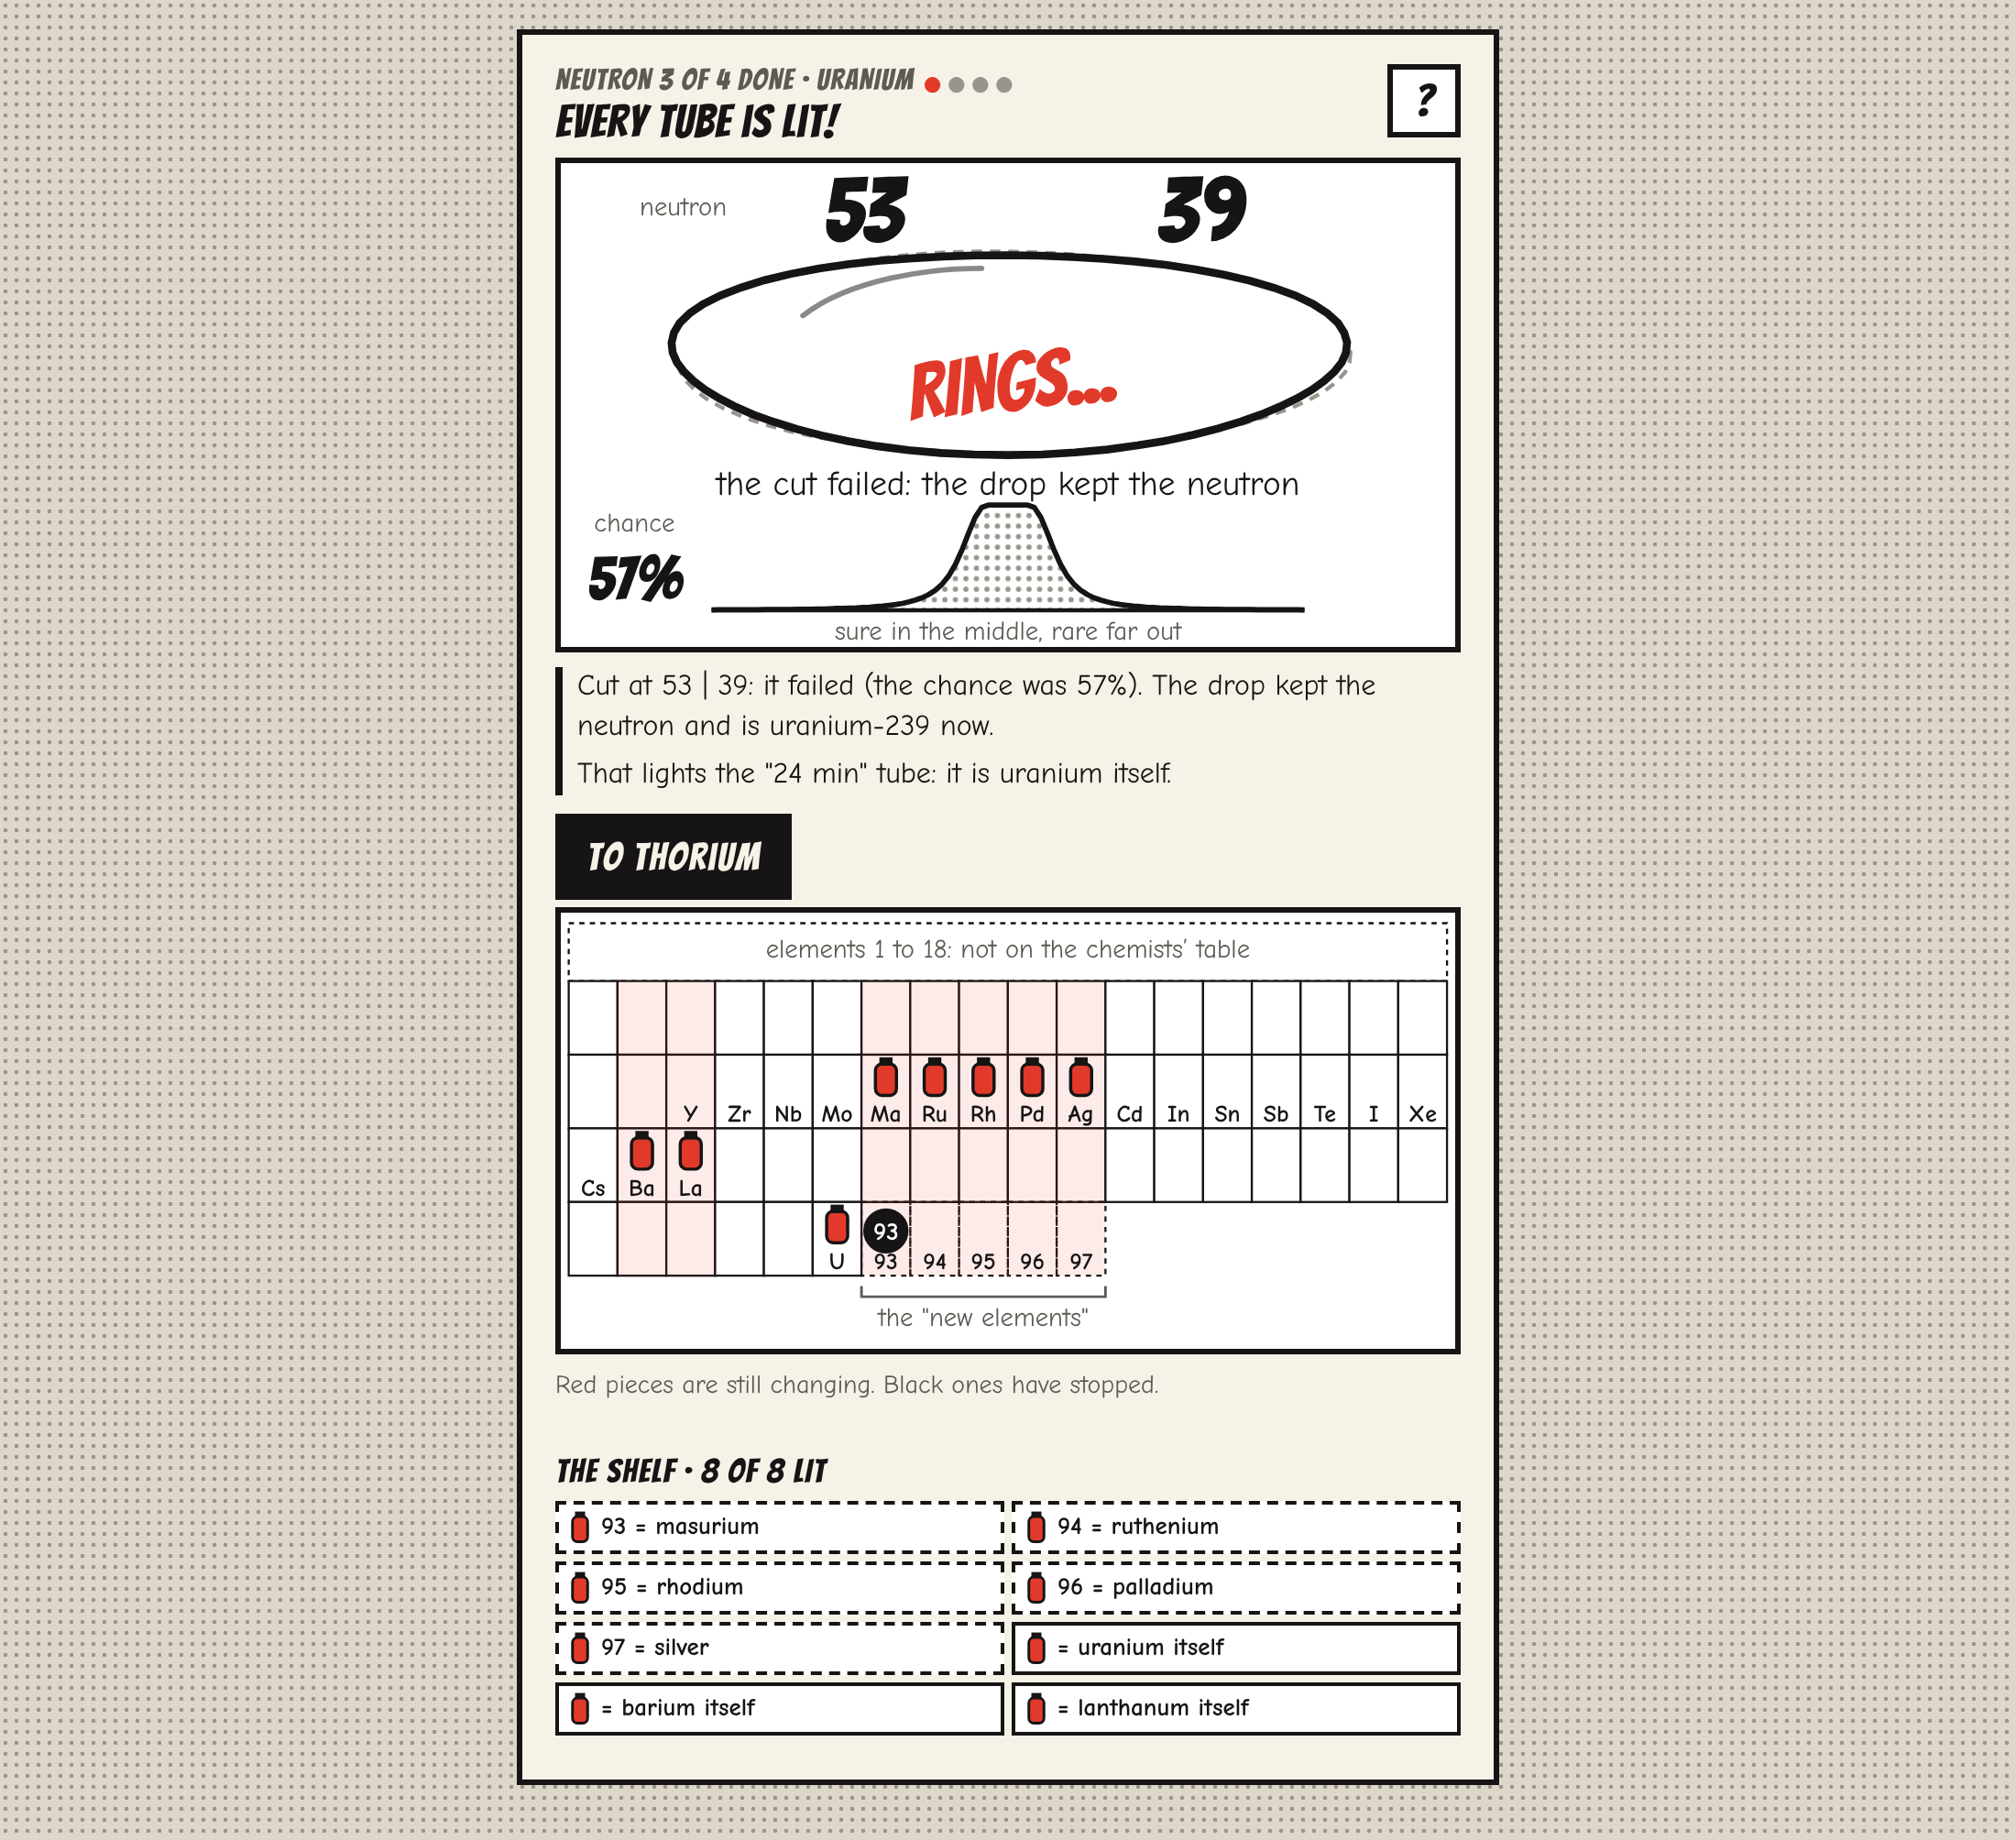 NEUTRON 3 OF 4 DONE · URANIUM
EVERY TUBE IS LIT!
?
neutron
53
39
RINGS...
the cut failed: the drop kept the neutron
chance
57%
sure in the middle, rare far out
Cut at 53 | 39: it failed (the chance was 57%). The drop kept the
neutron and is uranium-239 now.
That lights the "24 min" tube: it is uranium itself.
TO THORIUM
elements 1 to 18: not on the chemists’ table
Y Zr Nb Mo Ma Ru Rh Pd Ag Cd In Sn Sb Te I Xe
Cs Ba La
93
U 93 94 95 96 97
the "new elements"
Red pieces are still changing. Black ones have stopped.
THE SHELF · 8 OF 8 LIT
93 = masurium
94 = ruthenium
95 = rhodium
96 = palladium
97 = silver
= uranium itself
= barium itself
= lanthanum itself